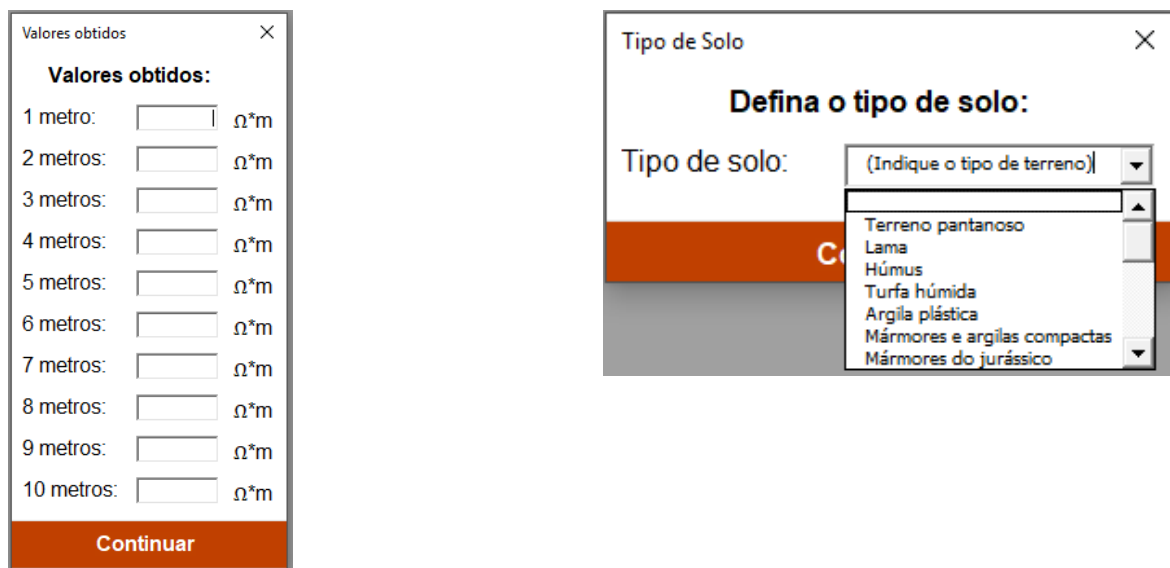 Valores obtidos
Valores obtidos:
1 metro: Ω*m
2 metros: Ω*m
3 metros: Ω*m
4 metros: Ω*m
5 metros: Ω*m
6 metros: Ω*m
7 metros: Ω*m
8 metros: Ω*m
9 metros: Ω*m
10 metros: Ω*m
Continuar
Tipo de Solo
Defina o tipo de solo:
Tipo de solo: (Indique o tipo de terreno)
Terreno pantanoso
Lama
Húmus
Turfa húmida
Argila plástica
Mármores e argilas compactas
Mármores do jurássico